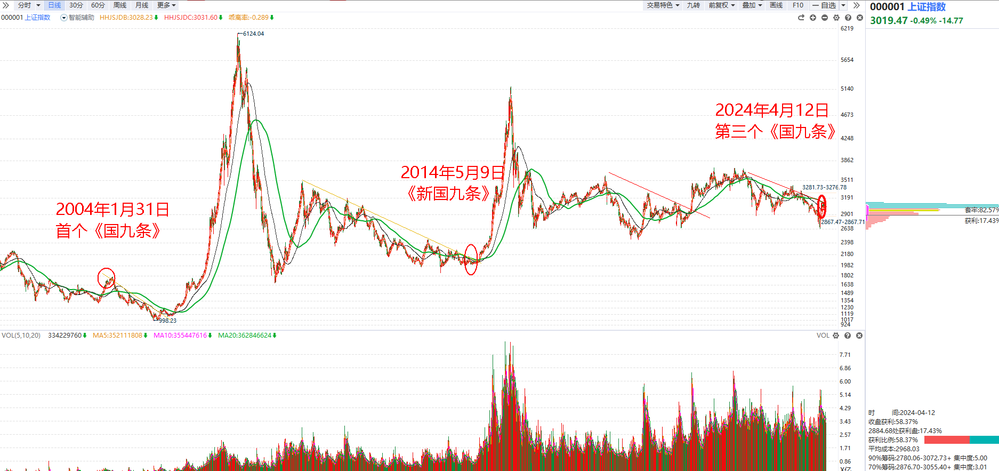 分时 日线 30分 60分 周线 月线 更多 交易特色 九转 前复权 叠加 画线 F10 一自选
000001 上证指数
3019.47 -0.49% -14.77
000001 上证指数 智能辅助 HHJSJDB:3028.23 HHJSJDC:3031.60 乖离率:-0.289
6219
6124.04
5654
5140
4673
4248
3862
3511
3191
2901
2638
2398
2180
1982
1802
1638
1489
1354
1230
1119
1017
924
2024年4月12日
第三个《国九条》
2014年5月9日
《新国九条》
2004年1月31日
首个《国九条》
3281.73-3276.78
2867.47-2867.71
998.23
套牢:82.57%
获利:17.43%
VOL(5,10,20) 334229760 MA5:352111808 MA10:355447616 MA20:362846624 VOL
7.71
6.86
6.00
5.14
4.29
3.43
2.57
1.71
0.86
X亿
时 间:2024-04-12
收盘获利:58.37%
2884.68处获利盘:17.43%
获利比例:58.37%
平均成本:2968.03
90%筹码:2780.06-3072.73+ 集中度:5.00
70%筹码:2876.70-3055.40+ 集中度:3.01